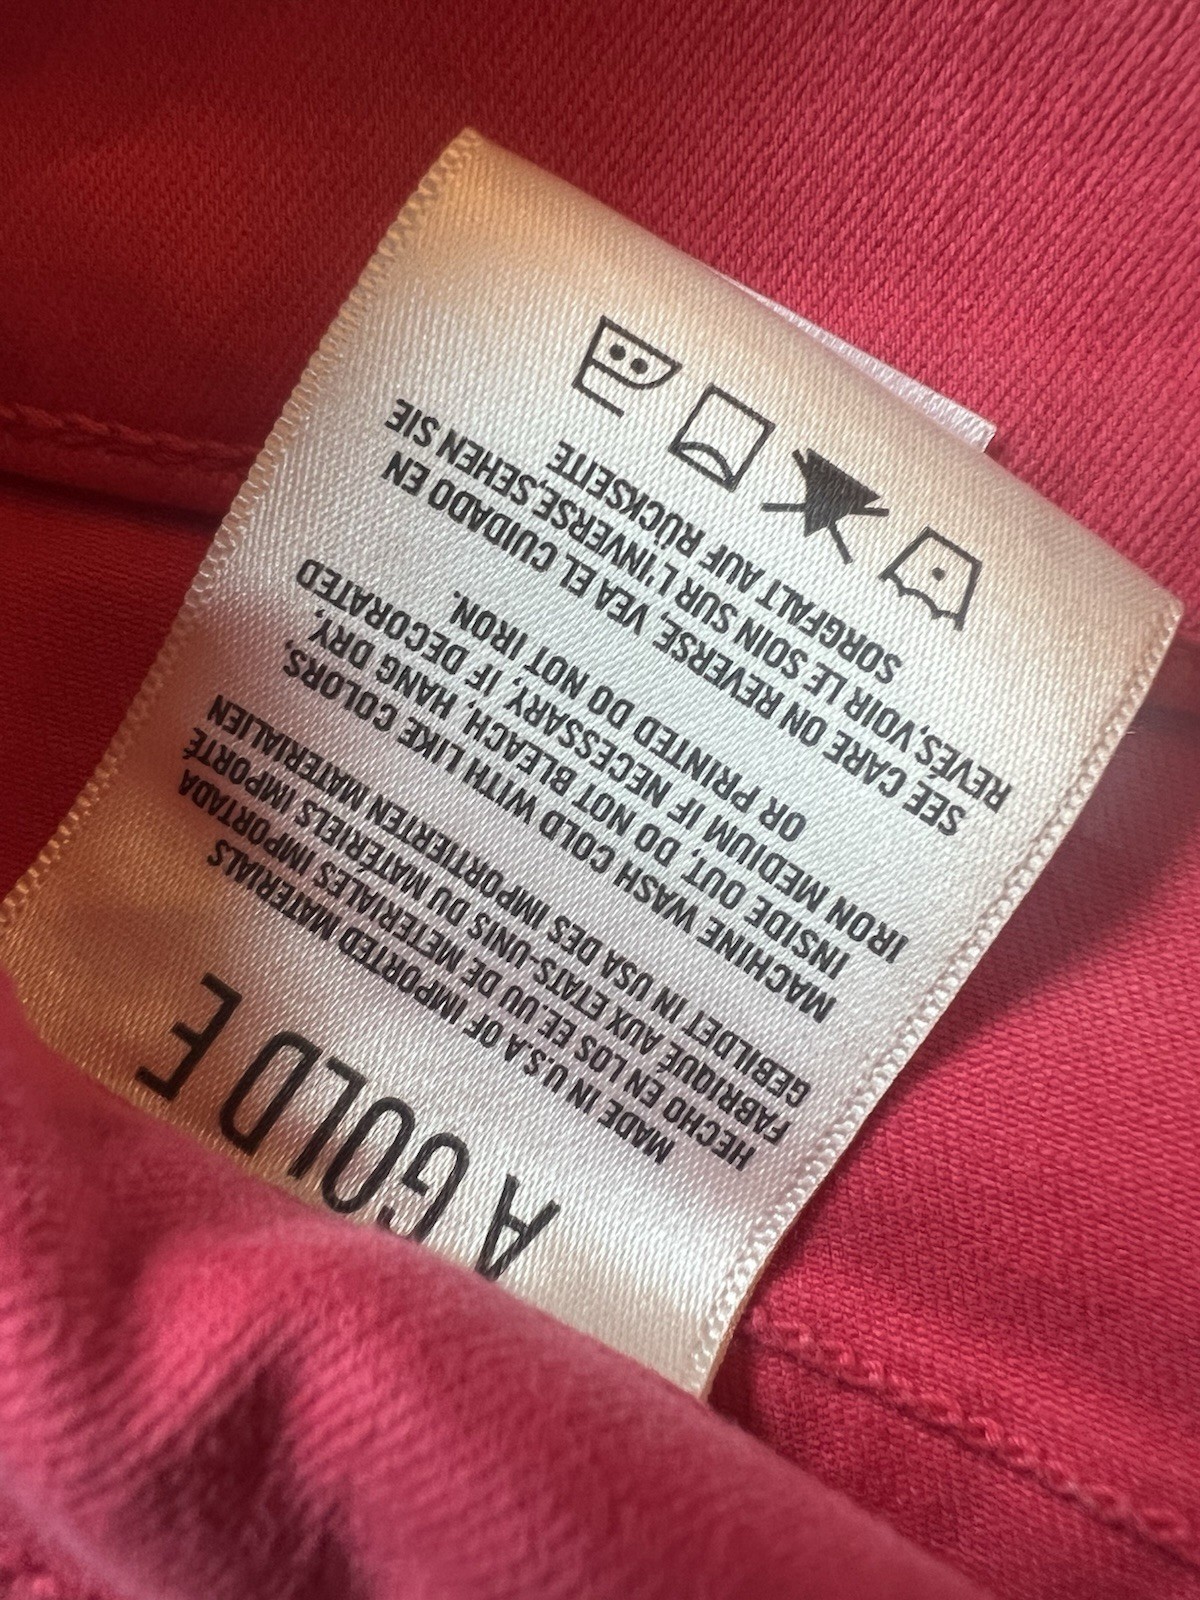 A GOLD E
MADE IN U.S.A OF IMPORTED MATERIALS
HECHO EN LOS EE.UU DE METERIALES IMPORTADA
FABRIQUÉ AUX ETATS-UNIS DU MATÉRIELS IMPORTÉ
GEBILDET IN USA DES IMPORTIERTEN MATERIALIEN
MACHINE WASH COLD WITH LIKE COLORS,
INSIDE OUT, DO NOT BLEACH, HANG DRY,
IRON MEDIUM IF NECESSARY, IF DECORATED
OR PRINTED DO NOT IRON.
SEE CARE ON REVERSE, VEA EL CUIDADO EN
REVÉS,VOIR LE SOIN SUR L'INVERSE,SEHEN SIE
SORGFALT AUF RÜCKSEITE